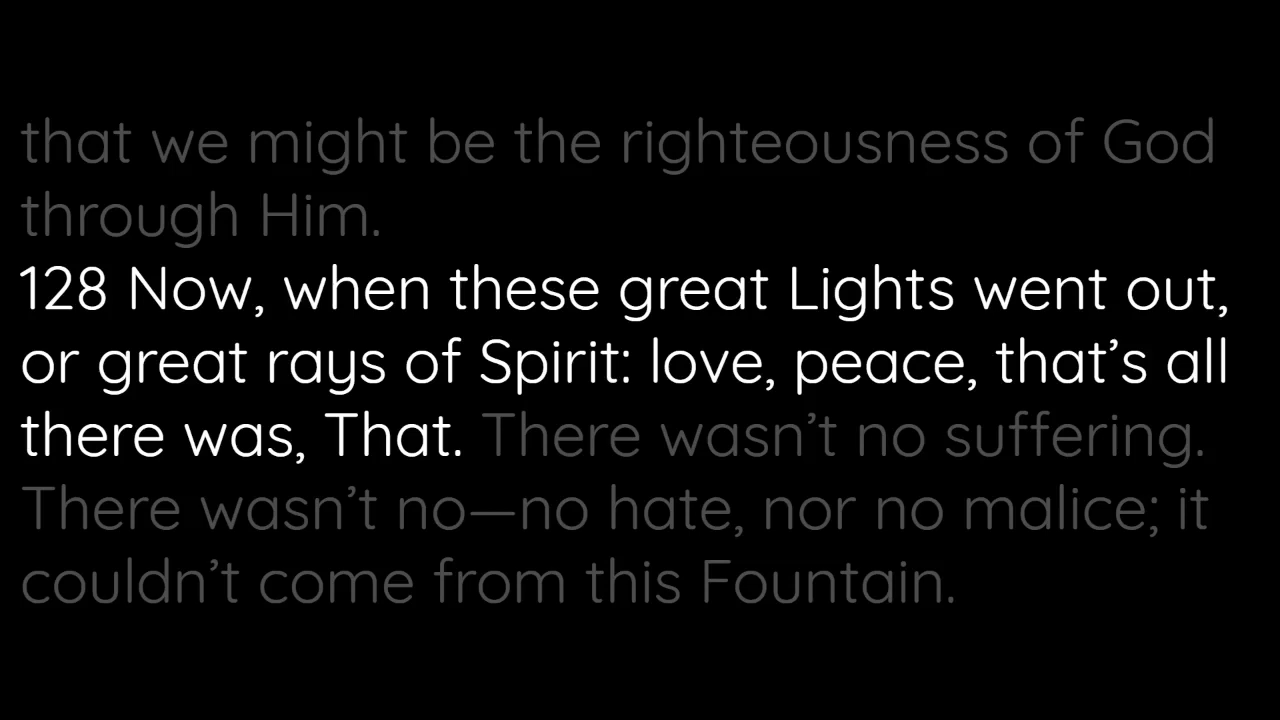 that we might be the righteousness of God
through Him.
128 Now, when these great Lights went out,
or great rays of Spirit: love, peace, that’s all
there was, That. There wasn’t no suffering.
There wasn’t no—no hate, nor no malice; it
couldn’t come from this Fountain.